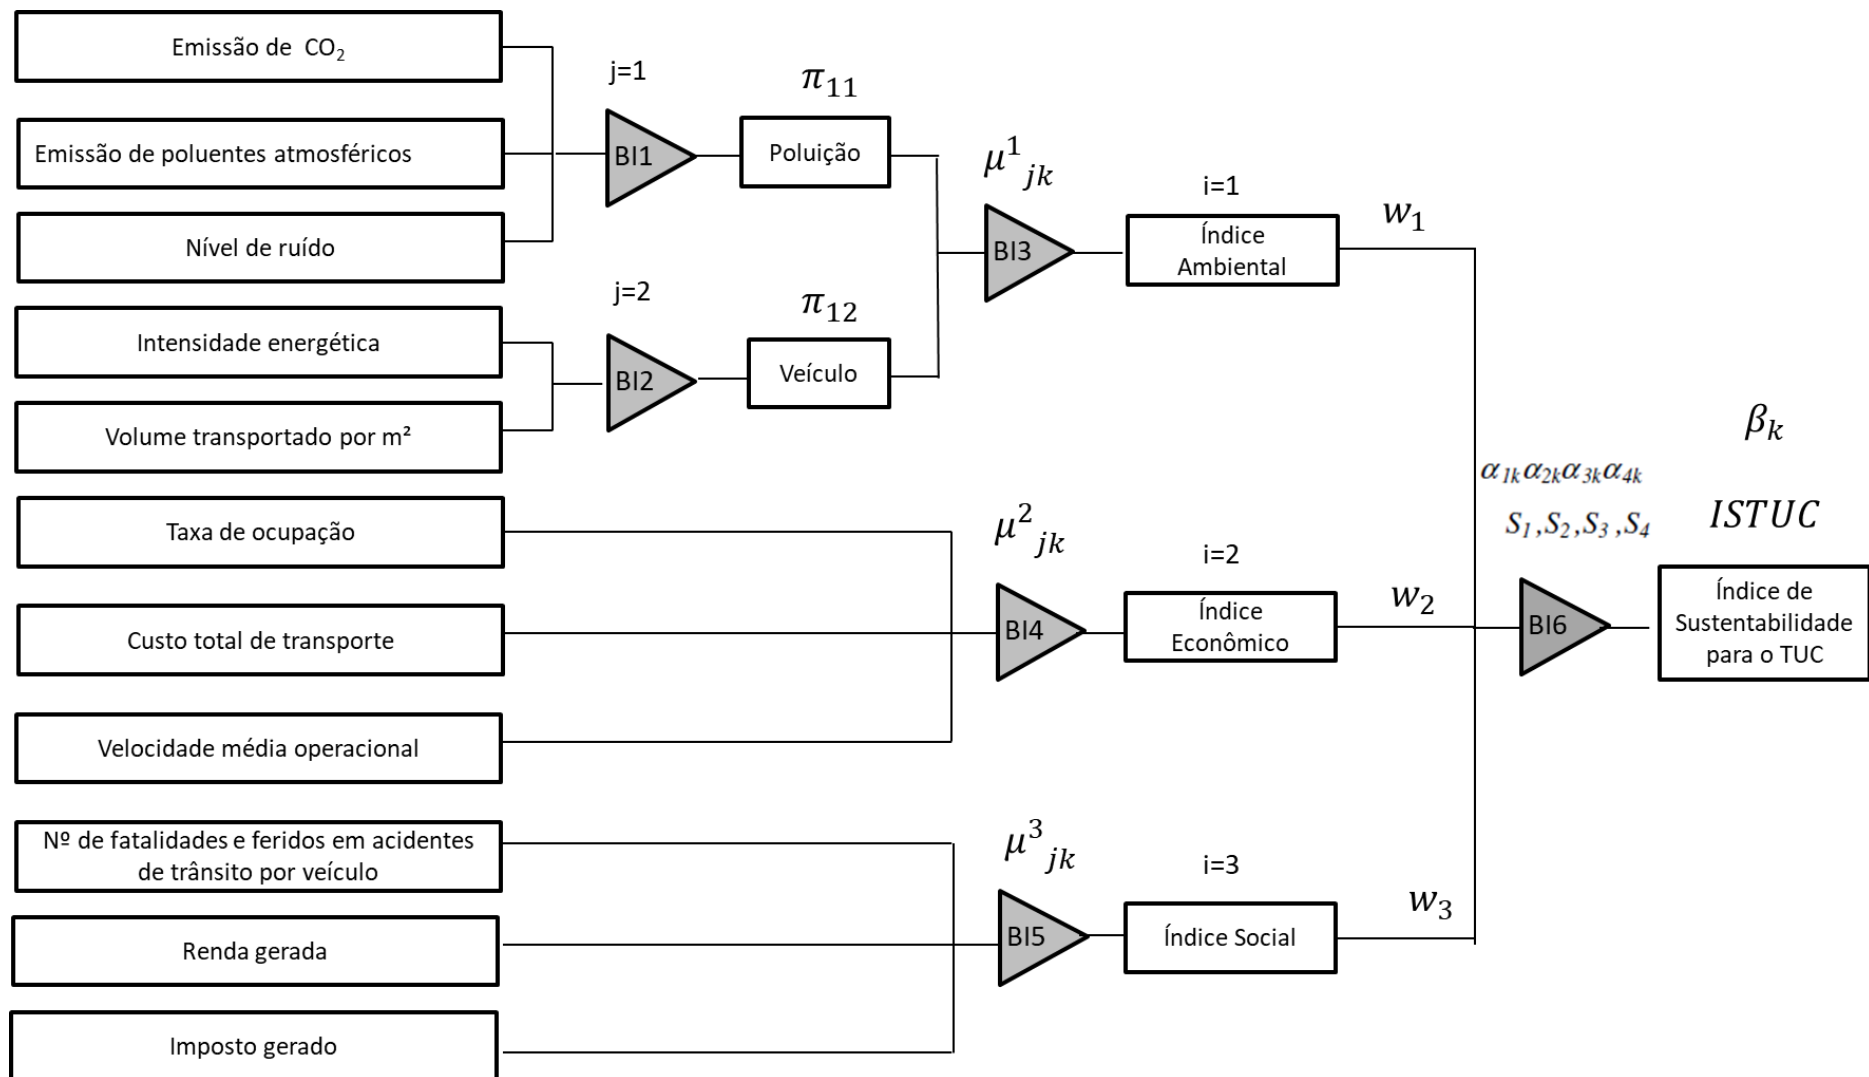 Emissão de CO₂
Emissão de poluentes atmosféricos
Nível de ruído
Intensidade energética
Volume transportado por m²
Taxa de ocupação
Custo total de transporte
Velocidade média operacional
Nº de fatalidades e feridos em acidentes
de trânsito por veículo
Renda gerada
Imposto gerado
j=1
BI1
π₁₁
Poluição
j=2
BI2
π₁₂
Veículo
μ¹ⱼₖ
BI3
i=1
Índice
Ambiental
w₁
μ²ⱼₖ
BI4
i=2
Índice
Econômico
w₂
μ³ⱼₖ
BI5
i=3
Índice Social
w₃
α₁ₖα₂ₖα₃ₖα₄ₖ
S₁,S₂,S₃,S₄
BI6
βₖ
ISTUC
Índice de
Sustentabilidade
para o TUC